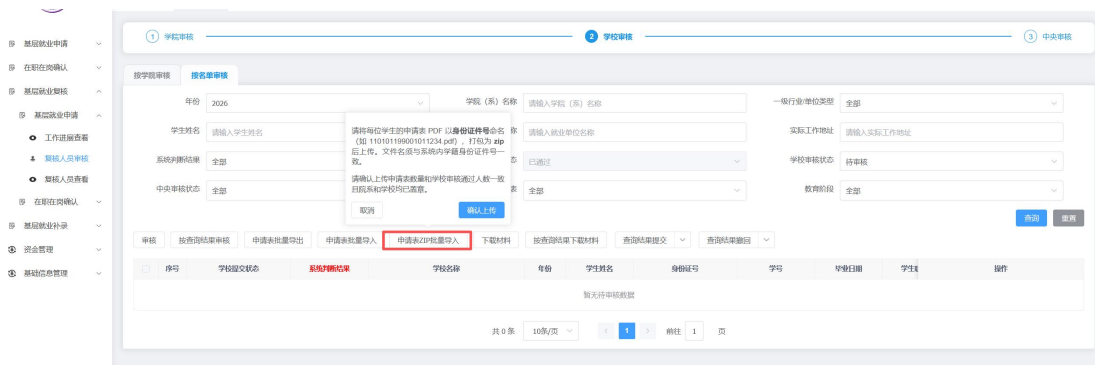 1 学院审核
2 学校审核
3 中央审核
基层就业申请
在职在岗确认
基层就业复核
基层就业申请
工作进展查看
复核人员审核
复核人员查看
在职在岗确认
基层就业补录
资金管理
基础信息管理
按学院审核 按名单审核
年份 2026 学院（系）名称 请输入学院（系）名称 一级行业/单位类型 全部
学生姓名 请输入学生姓名 称 请输入就业单位名称 实际工作地址 请输入实际工作地址
系统判断结果 全部 态 已通过 学校审核状态 待审核
中央审核状态 全部 表 全部 教育阶段 全部
请将每位学生的申请表 PDF 以身份证件号命名
（如 110101199001011234.pdf），打包为 zip
后上传。文件名须与系统内学籍身份证件号一
致。
请确认上传申请表数量和学校审核通过人数一致
且院系和学校均已盖章。
取消 确认上传
查询 重置
审核 按查询结果审核 申请表批量导出 申请表批量导入 申请表ZIP批量导入 下载材料 按查询结果下载材料 查询结果提交 查询结果撤回
序号 学校提交状态 系统判断结果 学校名称 年份 学生姓名 身份证号 学号 毕业日期 操作
暂无待审核数据
共 0 条 10条/页 1 前往 1 页